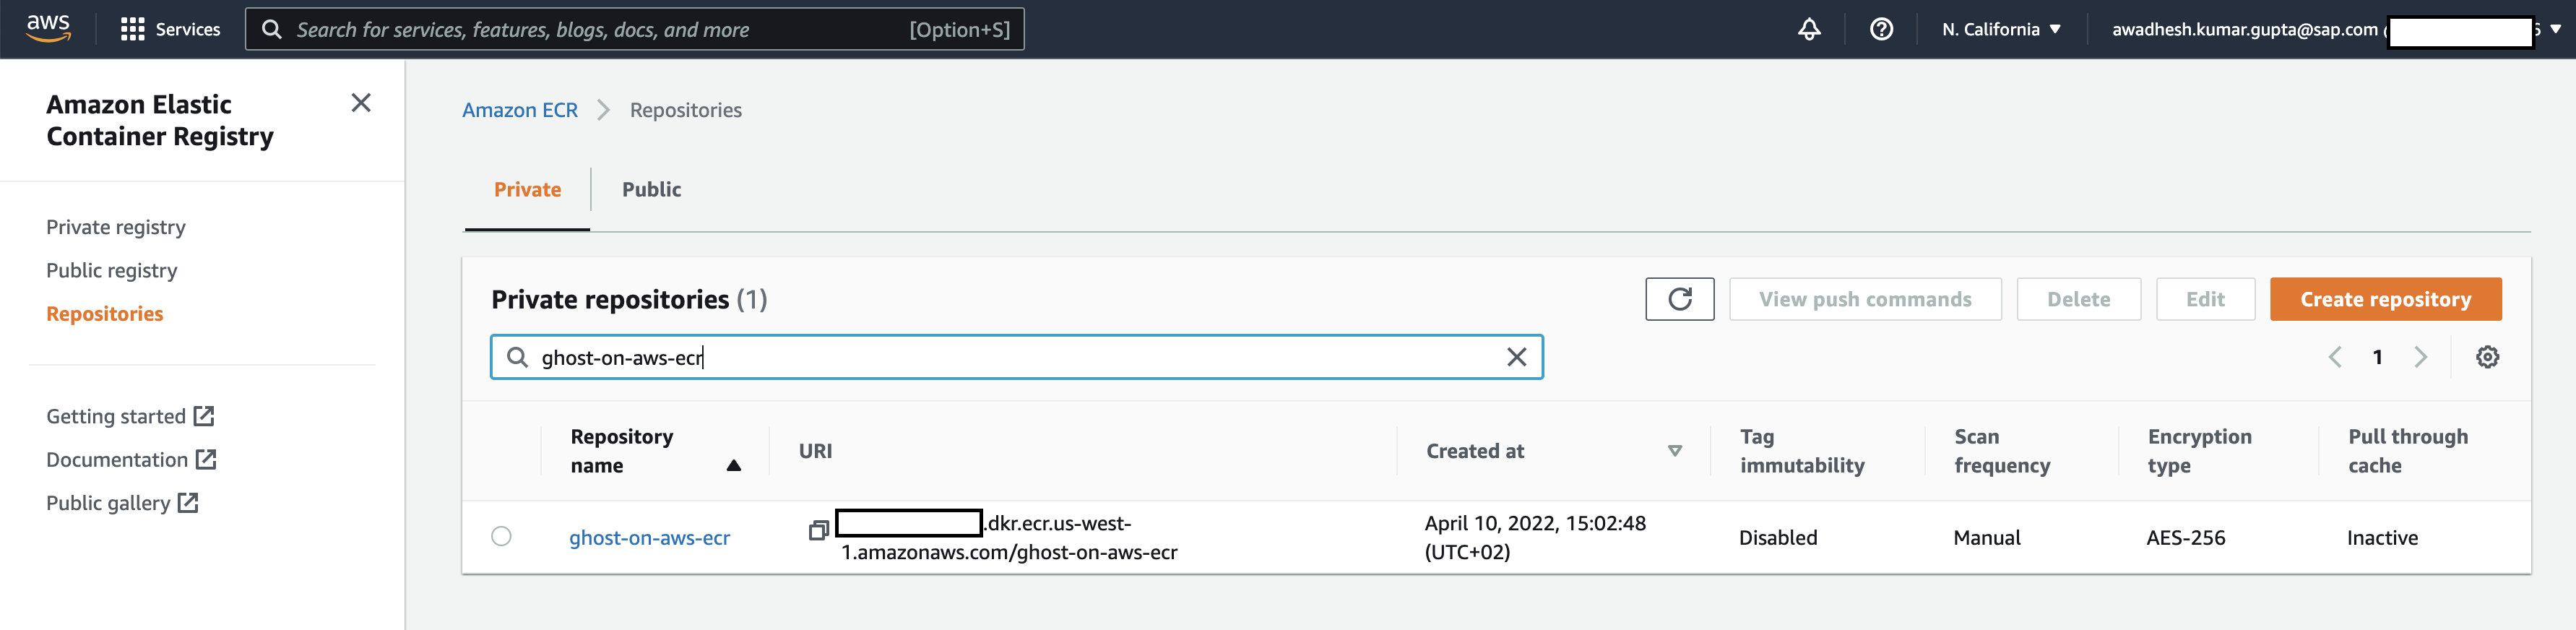 aws
Services
Search for services, features, blogs, docs, and more
[Option+S]
N. California
awadhesh.kumar.gupta@sap.com
Amazon Elastic
Container Registry
Private registry
Public registry
Repositories
Getting started
Documentation
Public gallery
Amazon ECR
Repositories
Private
Public
Private repositories (1)
View push commands
Delete
Edit
Create repository
ghost-on-aws-ecr
1
Repository
name
URI
Created at
Tag
immutability
Scan
frequency
Encryption
type
Pull through
cache
ghost-on-aws-ecr
.dkr.ecr.us-west-
1.amazonaws.com/ghost-on-aws-ecr
April 10, 2022, 15:02:48
(UTC+02)
Disabled
Manual
AES-256
Inactive